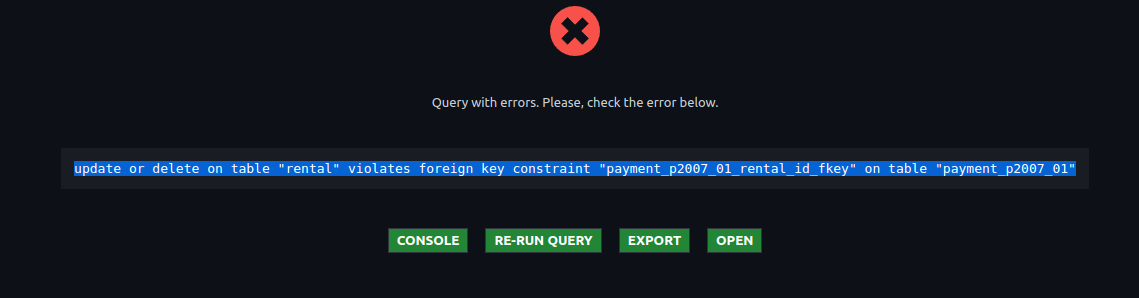 Query with errors. Please, check the error below.
update or delete on table "rental" violates foreign key constraint "payment_p2007_01_rental_id_fkey" on table "payment_p2007_01"
CONSOLE RE-RUN QUERY EXPORT OPEN